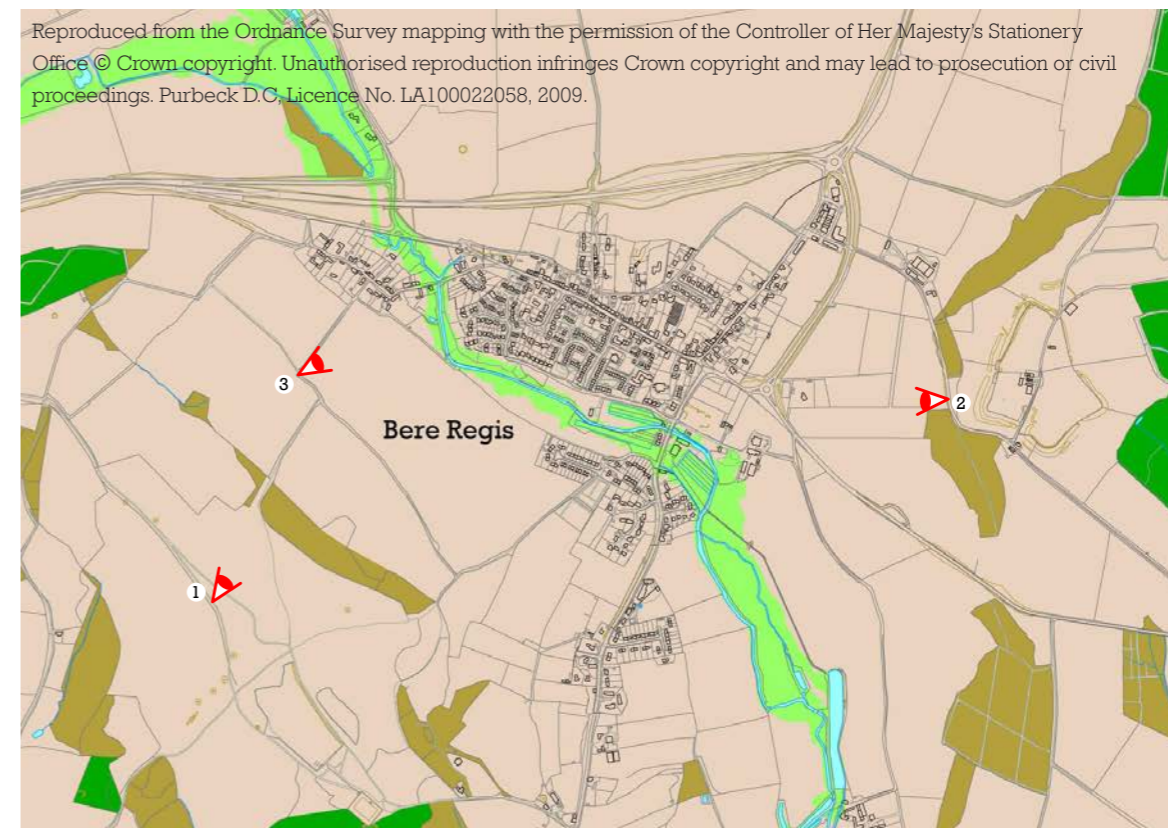 Reproduced from the Ordnance Survey mapping with the permission of the Controller of Her Majesty's Stationery
Office © Crown copyright. Unauthorised reproduction infringes Crown copyright and may lead to prosecution or civil
proceedings. Purbeck D.C, Licence No. LA100022058, 2009.
3
2
Bere Regis
1